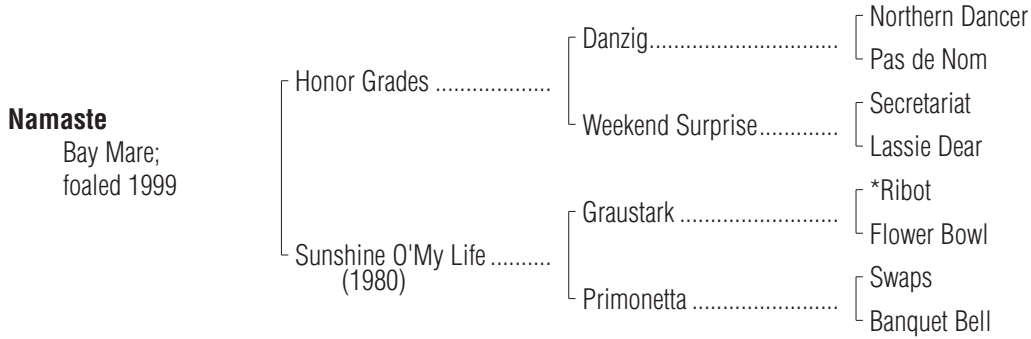 Namaste
Bay Mare;
foaled 1999
Honor Grades ...................
Sunshine O'My Life ..........
(1980)
Danzig..............................
Weekend Surprise.............
Graustark .........................
Primonetta .......................
Northern Dancer
Pas de Nom
Secretariat
Lassie Dear
*Ribot
Flower Bowl
Swaps
Banquet Bell